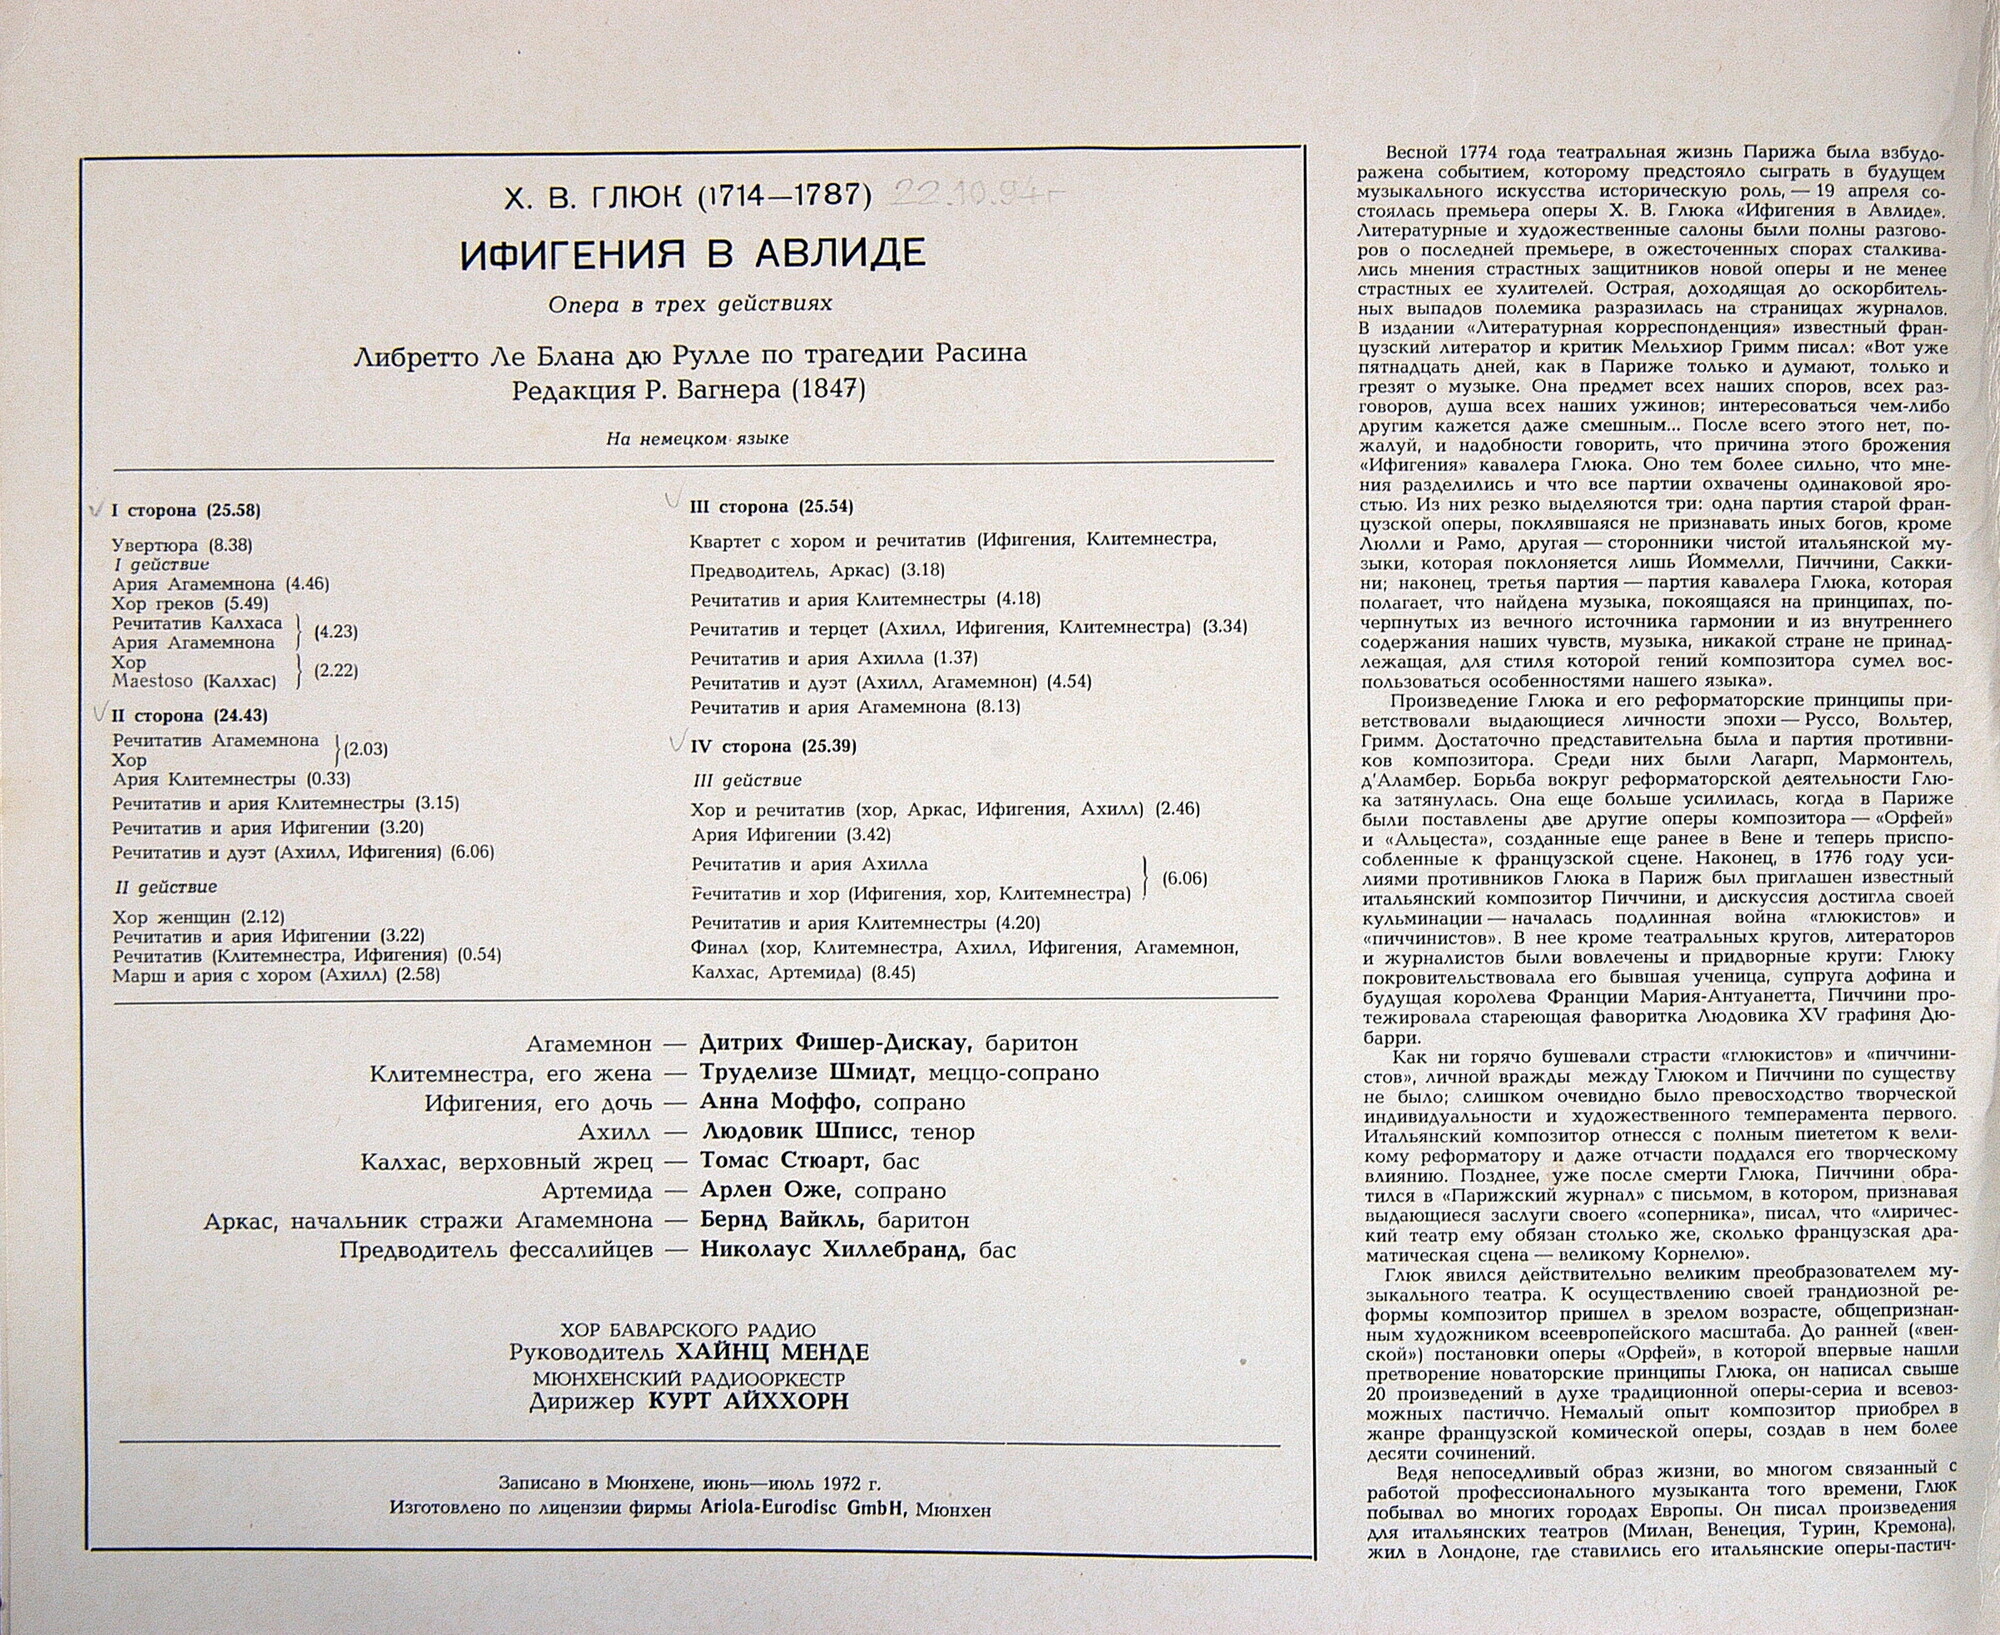 Х. В. ГЛЮК (1714—1787) 22.10.94г
ИФИГЕНИЯ В АВЛИДЕ
Опера в трех действиях
Либретто Ле Блана дю Рулле по трагедии Расина
Редакция Р. Вагнера (1847)
На немецком языке
I сторона (25.58)
Увертюра (8.38)
I действие
Ария Агамемнона (4.46)
Хор греков (5.49)
Речитатив Калхаса
Ария Агамемнона
(4.23)
Хор
Maestoso (Калхас)
(2.22)
II сторона (24.43)
Речитатив Агамемнона
Хор
(2.03)
Ария Клитемнестры (0.33)
Речитатив и ария Клитемнестры (3.15)
Речитатив и ария Ифигении (3.20)
Речитатив и дуэт (Ахилл, Ифигения) (6.06)
II действие
Хор женщин (2.12)
Речитатив и ария Ифигении (3.22)
Речитатив (Клитемнестра, Ифигения) (0.54)
Марш и ария с хором (Ахилл) (2.58)
III сторона (25.54)
Квартет с хором и речитатив (Ифигения, Клитемнестра,
Предводитель, Аркас) (3.18)
Речитатив и ария Клитемнестры (4.18)
Речитатив и терцет (Ахилл, Ифигения, Клитемнестра) (3.34)
Речитатив и ария Ахилла (1.37)
Речитатив и дуэт (Ахилл, Агамемнон) (4.54)
Речитатив и ария Агамемнона (8.13)
IV сторона (25.39)
III действие
Хор и речитатив (хор, Аркас, Ифигения, Ахилл) (2.46)
Ария Ифигении (3.42)
Речитатив и ария Ахилла
Речитатив и хор (Ифигения, хор, Клитемнестра)
(6.06)
Речитатив и ария Клитемнестры (4.20)
Финал (хор, Клитемнестра, Ахилл, Ифигения, Агамемнон,
Калхас, Артемида) (8.45)
Агамемнон — Дитрих Фишер-Дискау, баритон
Клитемнестра, его жена — Труделизе Шмидт, меццо-сопрано
Ифигения, его дочь — Анна Моффо, сопрано
Ахилл — Людовик Шписс, тенор
Калхас, верховный жрец — Томас Стюарт, бас
Артемида — Арлен Оже, сопрано
Аркас, начальник стражи Агамемнона — Бернд Вайкль, баритон
Предводитель фессалийцев — Николаус Хиллебранд, бас
ХОР БАВАРСКОГО РАДИО
Руководитель ХАЙНЦ МЕНДЕ
МЮНХЕНСКИЙ РАДИООРКЕСТР
Дирижер КУРТ АЙХХОРН
Записано в Мюнхене, июнь—июль 1972 г.
Изготовлено по лицензии фирмы Ariola-Eurodisc GmbH, Мюнхен
Весной 1774 года театральная жизнь Парижа была взбудо-
ражена событием, которому предстояло сыграть в будущем
музыкального искусства историческую роль, — 19 апреля со-
стоялась премьера оперы Х. В. Глюка «Ифигения в Авлиде».
Литературные и художественные салоны были полны разгово-
ров о последней премьере, в ожесточенных спорах сталкива-
лись мнения страстных защитников новой оперы и не менее
страстных ее хулителей. Острая, доходящая до оскорбитель-
ных выпадов полемика разразилась на страницах журналов.
В издании «Литературная корреспонденция» известный фран-
цузский литератор и критик Мельхиор Гримм писал: «Вот уже
пятнадцать дней, как в Париже только и думают, только и
грезят о музыке. Она предмет всех наших споров, всех раз-
говоров, душа всех наших ужинов; интересоваться чем-либо
другим кажется даже смешным... После всего этого нет, по-
жалуй, и надобности говорить, что причина этого брожения
«Ифигения» кавалера Глюка. Оно тем более сильно, что мне-
ния разделились и что все партии охвачены одинаковой яро-
стью. Из них резко выделяются три: одна партия старой фран-
цузской оперы, поклявшаяся не признавать иных богов, кроме
Люлли и Рамо, другая — сторонники чистой итальянской му-
зыки, которая поклоняется лишь Йоммелли, Пиччини, Сакки-
ни; наконец, третья партия — партия кавалера Глюка, которая
полагает, что найдена музыка, покоящаяся на принципах, по-
черпнутых из вечного источника гармонии и из внутреннего
содержания наших чувств, музыка, никакой стране не принад-
лежащая, для стиля которой гений композитора сумел вос-
пользоваться особенностями нашего языка».
Произведение Глюка и его реформаторские принципы при-
ветствовали выдающиеся личности эпохи — Руссо, Вольтер,
Гримм. Достаточно представительна была и партия противни-
ков композитора. Среди них были Лагарп, Мармонтель,
д'Аламбер. Борьба вокруг реформаторской деятельности Глю-
ка затянулась. Она еще больше усилилась, когда в Париже
были поставлены две другие оперы композитора — «Орфей»
и «Альцеста», созданные еще ранее в Вене и теперь приспо-
собленные к французской сцене. Наконец, в 1776 году уси-
лиями противников Глюка в Париж был приглашен известный
итальянский композитор Пиччини, и дискуссия достигла своей
кульминации — началась подлинная война «глюкистов» и
«пиччинистов». В нее кроме театральных кругов, литераторов
и журналистов были вовлечены и придворные круги: Глюку
покровительствовала его бывшая ученица, супруга дофина и
будущая королева Франции Мария-Антуанетта, Пиччини про-
тежировала стареющая фаворитка Людовика XV графиня Дю-
барри.
Как ни горячо бушевали страсти «глюкистов» и «пиччини-
стов», личной вражды между Глюком и Пиччини по существу
не было; слишком очевидно было превосходство творческой
индивидуальности и художественного темперамента первого.
Итальянский композитор отнесся с полным пиететом к вели-
кому реформатору и даже отчасти поддался его творческому
влиянию. Позднее, уже после смерти Глюка, Пиччини обра-
тился в «Парижский журнал» с письмом, в котором, признавая
выдающиеся заслуги своего «соперника», писал, что «лиричес-
кий театр ему обязан столько же, сколько французская дра-
матическая сцена — великому Корнелю».
Глюк явился действительно великим преобразователем му-
зыкального театра. К осуществлению своей грандиозной ре-
формы композитор пришел в зрелом возрасте, общепризнан-
ным художником всеевропейского масштаба. До ранней («вен-
ской») постановки оперы «Орфей», в которой впервые нашли
претворение новаторские принципы Глюка, он написал свыше
20 произведений в духе традиционной оперы-сериа и всевоз-
можных пастиччо. Немалый опыт композитор приобрел в
жанре французской комической оперы, создав в нем более
десяти сочинений.
Ведя непоседливый образ жизни, во многом связанный с
работой профессионального музыканта того времени, Глюк
побывал во многих городах Европы. Он писал произведения
для итальянских театров (Милан, Венеция, Турин, Кремона),
жил в Лондоне, где ставились его итальянские оперы-пастич-